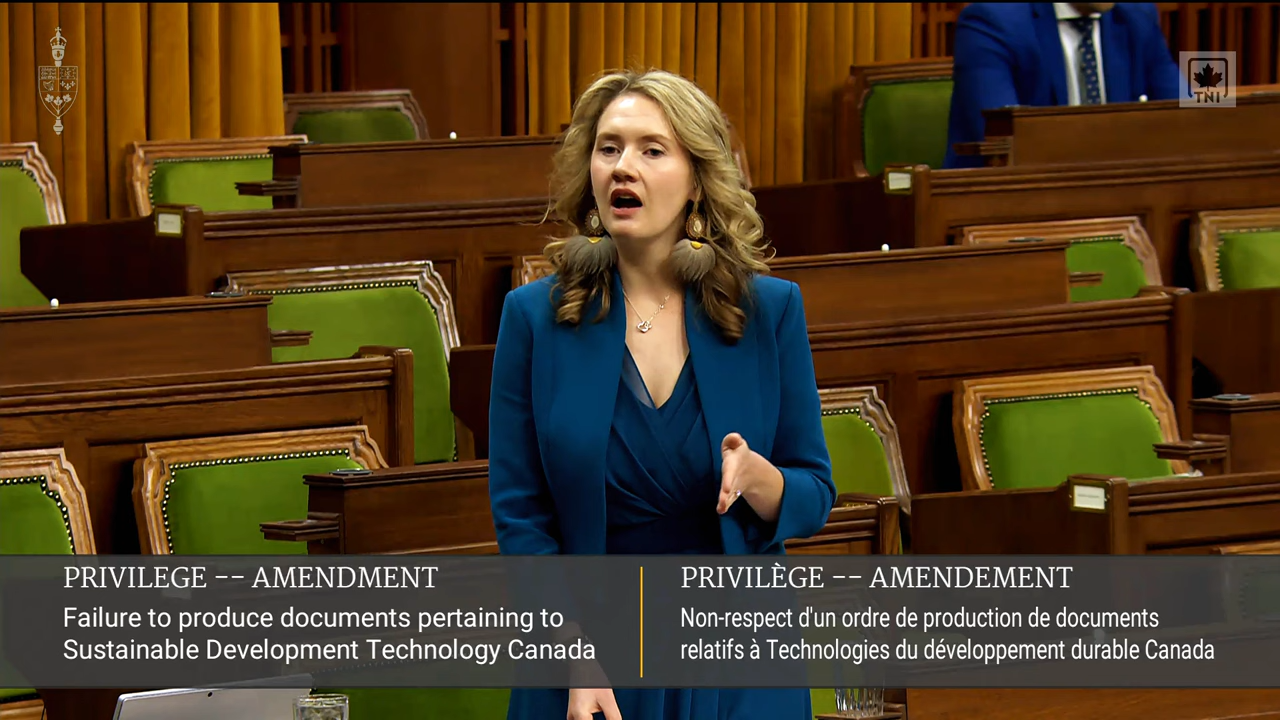 TNI
PRIVILEGE -- AMENDMENT
Failure to produce documents pertaining to
Sustainable Development Technology Canada
PRIVILÈGE -- AMENDEMENT
Non-respect d'un ordre de production de documents
relatifs à Technologies du développement durable Canada